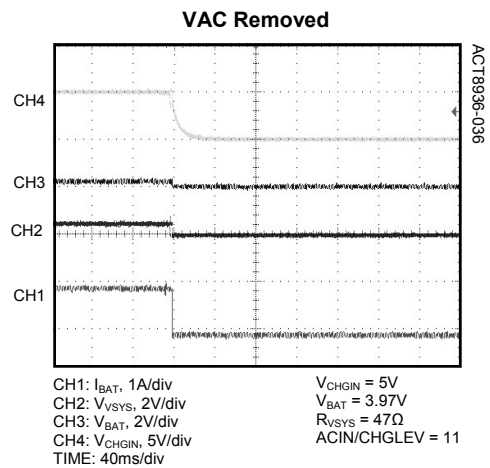 VAC Removed
ACT8936-036
CH4
CH3
CH2
CH1
CH1: IBAT, 1A/div
CH2: VVSYS, 2V/div
CH3: VBAT, 2V/div
CH4: VCHGIN, 5V/div
TIME: 40ms/div
VCHGIN = 5V
VBAT = 3.97V
RVSYS = 47Ω
ACIN/CHGLEV = 11